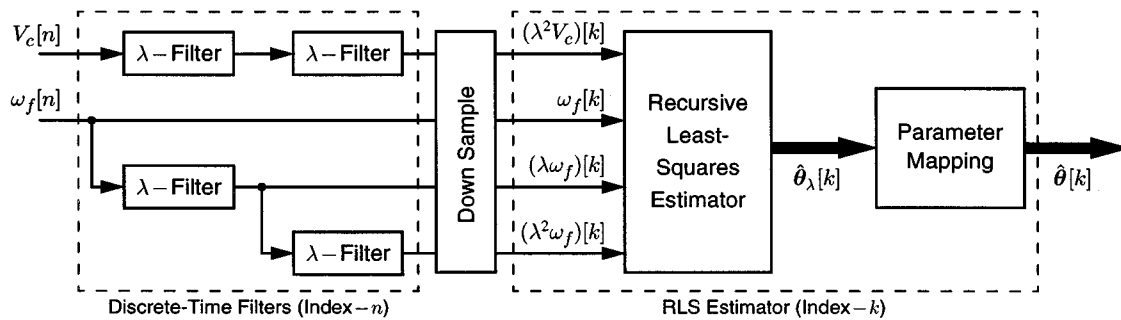 V_c[n]
λ−Filter
λ−Filter
(λ²V_c)[k]
ω_f[n]
ω_f[k]
λ−Filter
(λω_f)[k]
λ−Filter
(λ²ω_f)[k]
Down Sample
Recursive
Least-
Squares
Estimator
θ̂_λ[k]
Parameter
Mapping
θ̂[k]
Discrete-Time Filters (Index−n)
RLS Estimator (Index−k)